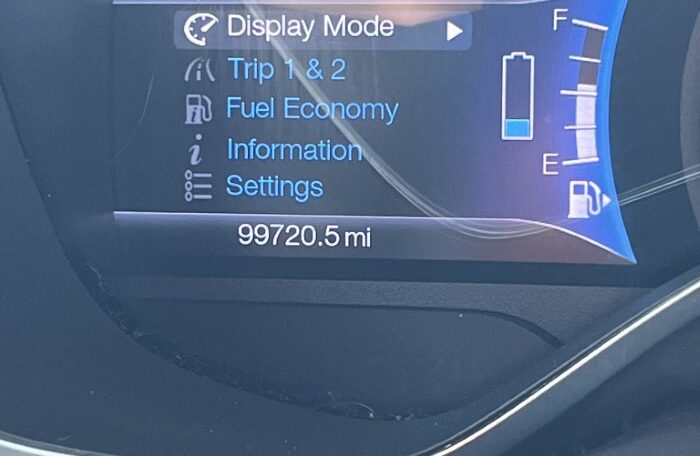 Display Mode
F
Trip 1 & 2
Fuel Economy
Information
E
Settings
99720.5 mi